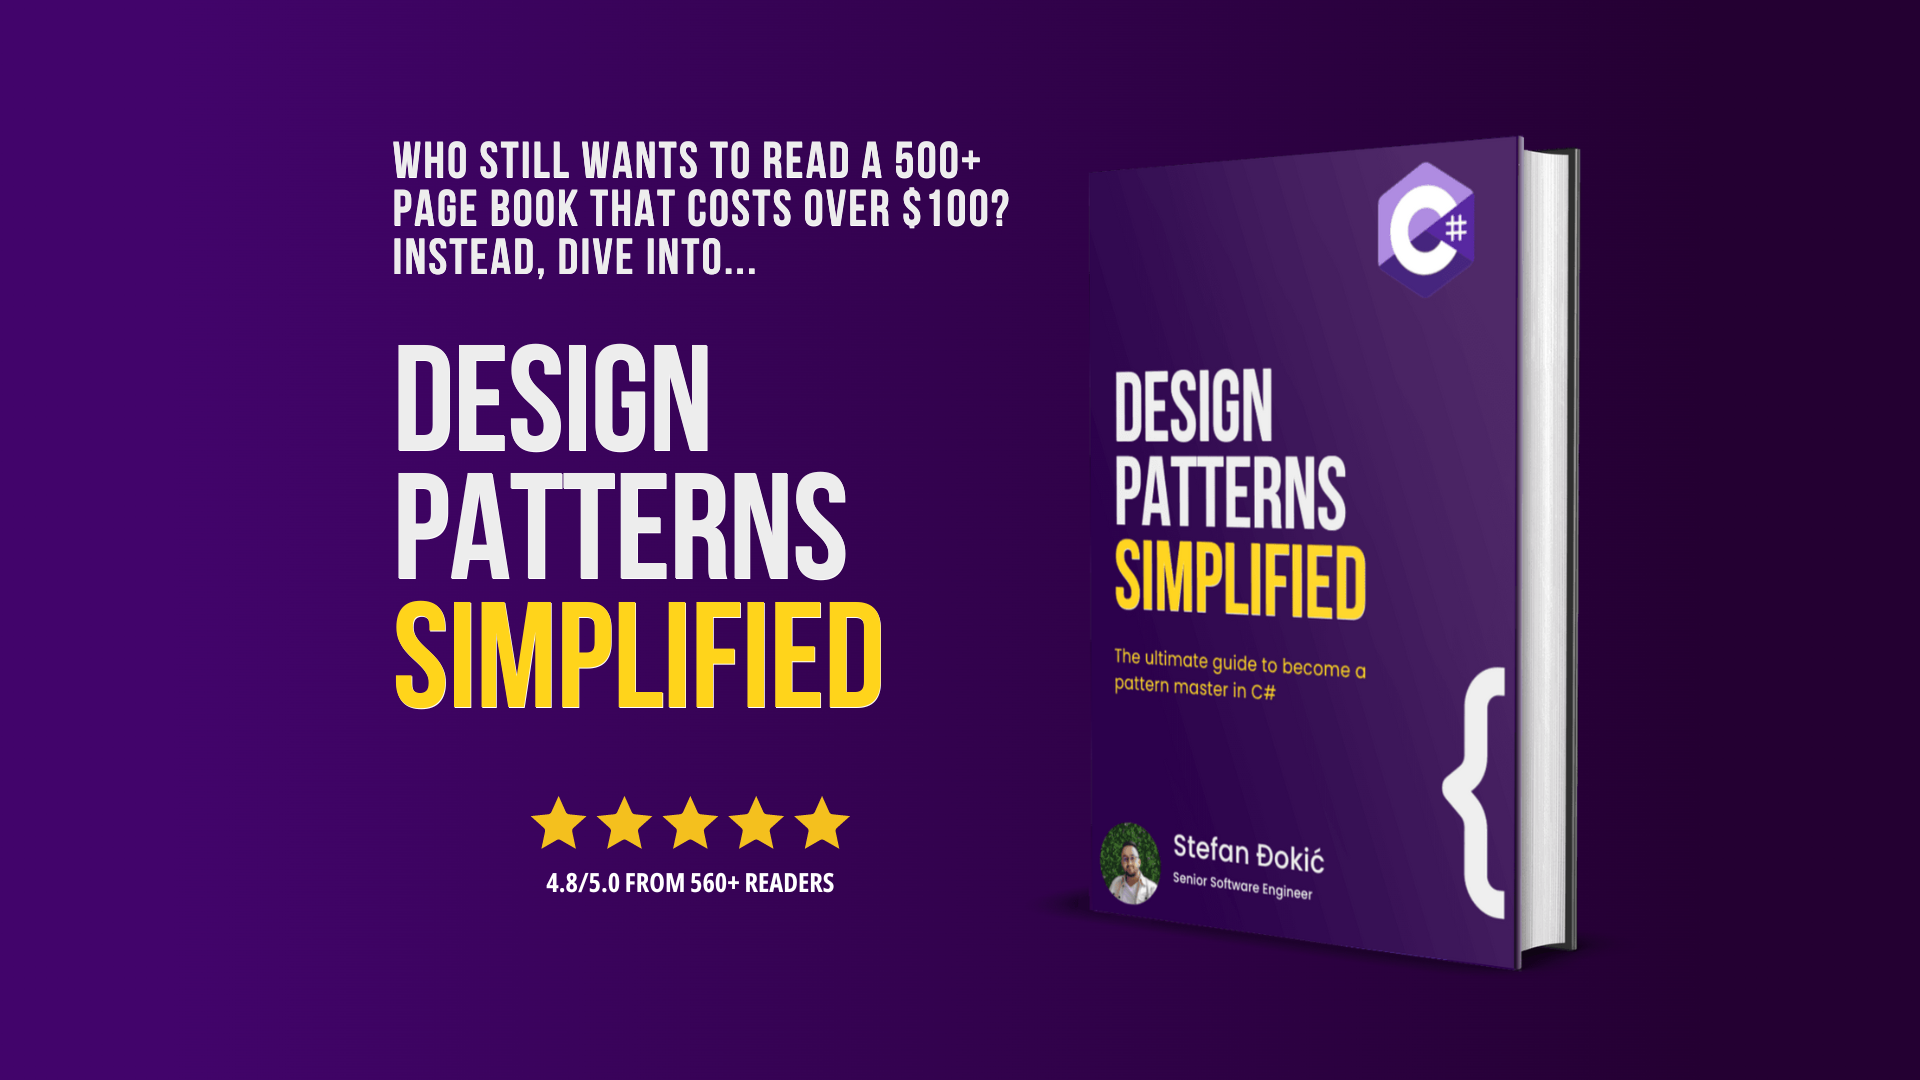 WHO STILL WANTS TO READ A 500+
PAGE BOOK THAT COSTS OVER $100?
INSTEAD, DIVE INTO...
DESIGN
PATTERNS
SIMPLIFIED
4.8/5.0 FROM 560+ READERS
C#
DESIGN
PATTERNS
SIMPLIFIED
The ultimate guide to become a
pattern master in C#
{
Stefan Đokić
Senior Software Engineer